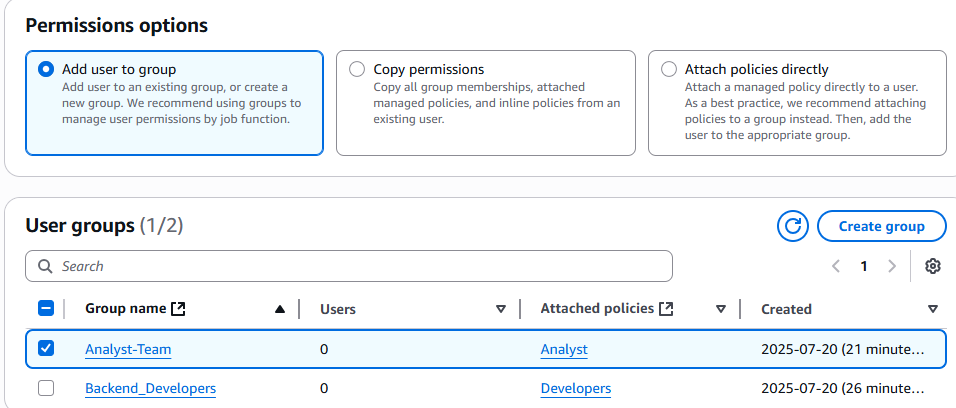 Permissions options
Add user to group
Add user to an existing group, or create a
new group. We recommend using groups to
manage user permissions by job function.
Copy permissions
Copy all group memberships, attached
managed policies, and inline policies from an
existing user.
Attach policies directly
Attach a managed policy directly to a user.
As a best practice, we recommend attaching
policies to a group instead. Then, add the
user to the appropriate group.
User groups (1/2)
Create group
Search
1
Group name Users Attached policies Created
Analyst-Team 0 Analyst 2025-07-20 (21 minute...
Backend_Developers 0 Developers 2025-07-20 (26 minute...